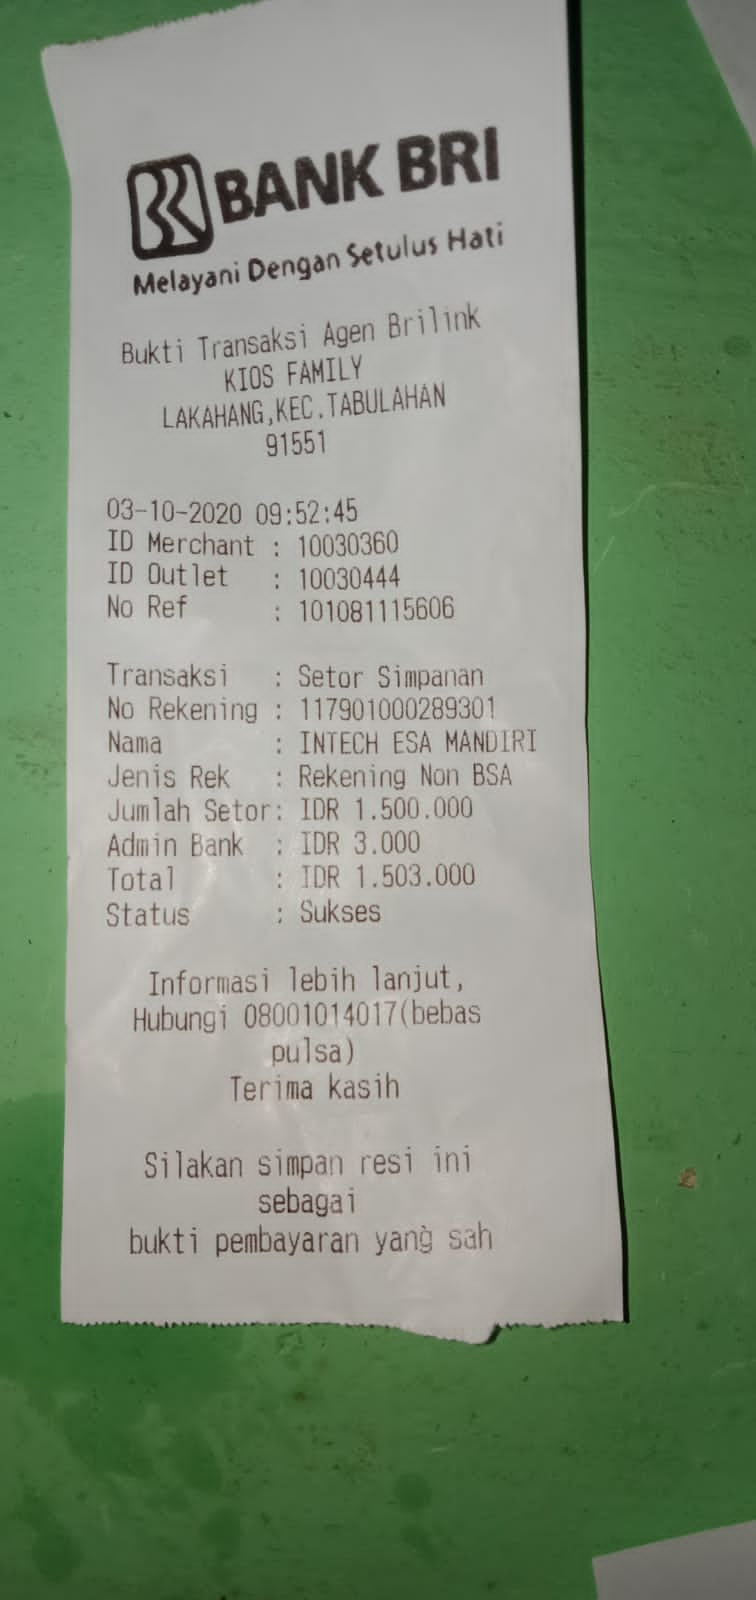 BANK BRI
Melayani Dengan Setulus Hati
Bukti Transaksi Agen Brilink
KIOS FAMILY
LAKAHANG,KEC.TABULAHAN
91551
03-10-2020 09:52:45
ID Merchant : 10030360
ID Outlet : 10030444
No Ref : 101081115606
Transaksi : Setor Simpanan
No Rekening : 117901000289301
Nama : INTECH ESA MANDIRI
Jenis Rek : Rekening Non BSA
Jumlah Setor: IDR 1.500.000
Admin Bank : IDR 3.000
Total : IDR 1.503.000
Status : Sukses
Informasi lebih lanjut,
Hubungi 08001014017(bebas
pulsa)
Terima kasih
Silakan simpan resi ini
sebagai
bukti pembayaran yang sah